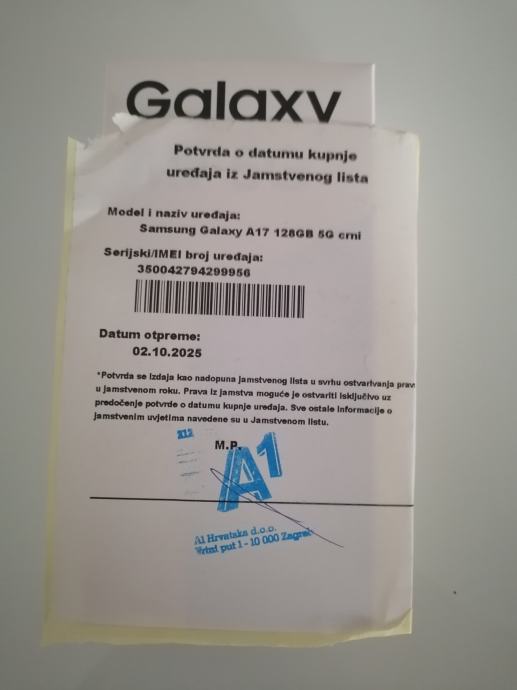 Galaxy
Potvrda o datumu kupnje
uređaja iz Jamstvenog lista
Model i naziv uređaja:
Samsung Galaxy A17 128GB 5G crni
Serijski/IMEI broj uređaja:
350042794299956
Datum otpreme:
02.10.2025
*Potvrda se izdaja kao nadopuna jamstvenog lista u svrhu ostvarivanja prava
u jamstvenom roku. Prava iz jamstva moguće je ostvariti isključivo uz
predočenje potvrde o datumu kupnje uređaja. Sve ostale informacije o
jamstvenim uvjetima navedene su u Jamstvenom listu.
212
M.P.
A1
A1 Hrvatska d.o.o.
Vrtni put 1 - 10 000 Zagreb